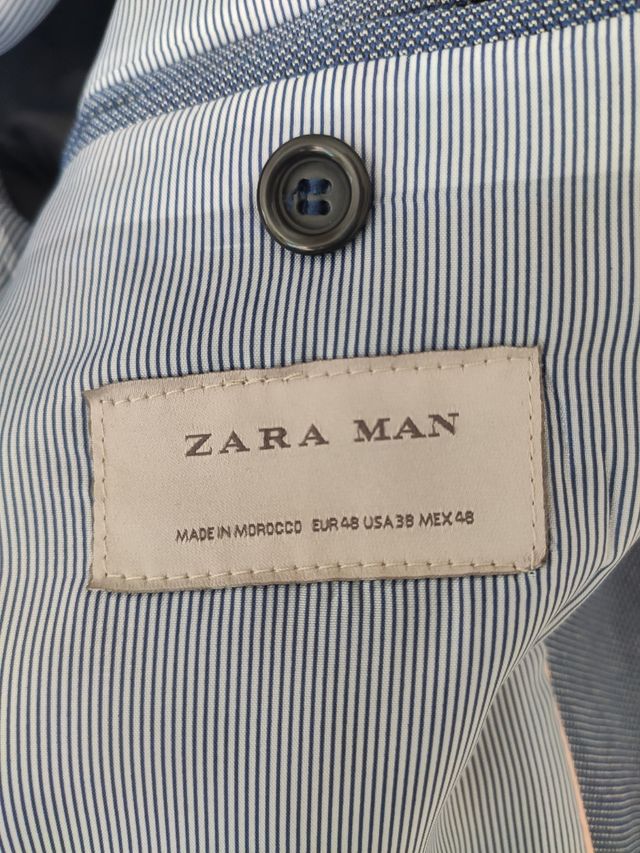 ZARA MAN
MADE IN MOROCCO EUR 48 USA 38 MEX 48